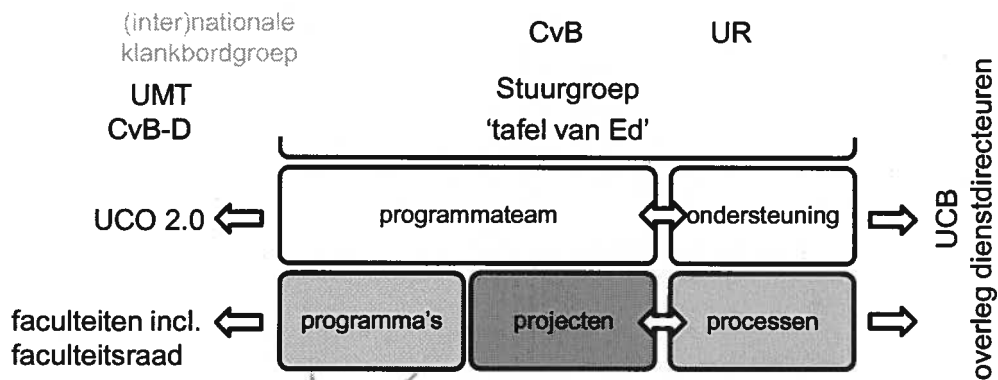 (inter)nationale
klankbordgroep
CvB
UR
UMT
CvB-D
Stuurgroep
'tafel van Ed'
UCO 2.0
programmateam
ondersteuning
UCB
overleg dienstdirecteuren
faculteiten incl.
faculteitsraad
programma's
projecten
processen